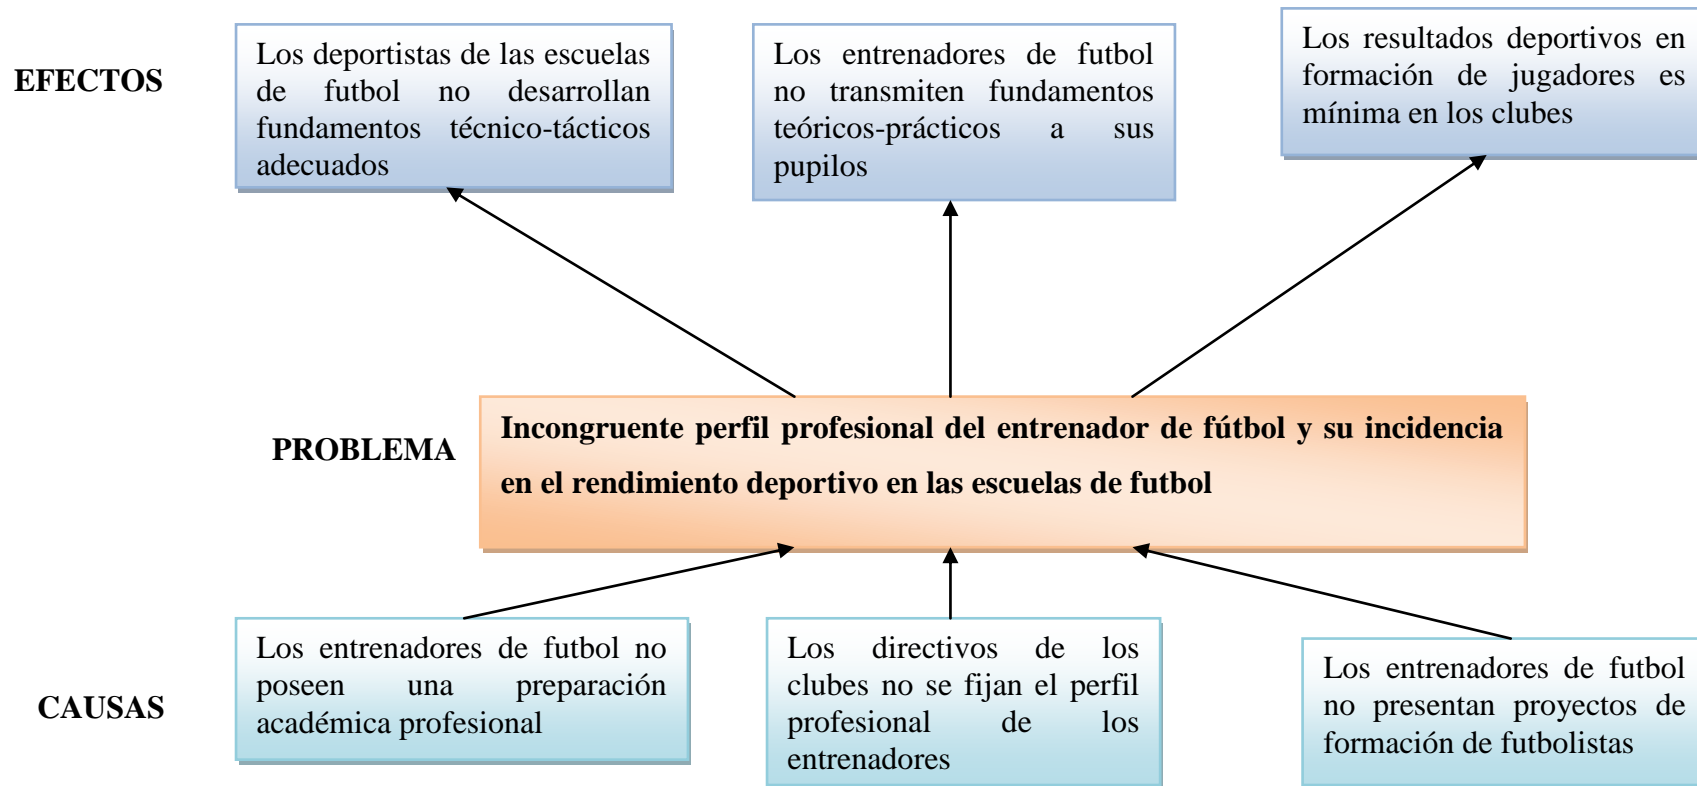 EFECTOS
Los deportistas de las escuelas
de futbol no desarrollan
fundamentos técnico-tácticos
adecuados
Los entrenadores de futbol
no transmiten fundamentos
teóricos-prácticos a sus
pupilos
Los resultados deportivos en
formación de jugadores es
mínima en los clubes
PROBLEMA
Incongruente perfil profesional del entrenador de fútbol y su incidencia
en el rendimiento deportivo en las escuelas de futbol
CAUSAS
Los entrenadores de futbol no
poseen una preparación
académica profesional
Los directivos de los
clubes no se fijan el perfil
profesional de los
entrenadores
Los entrenadores de futbol
no presentan proyectos de
formación de futbolistas